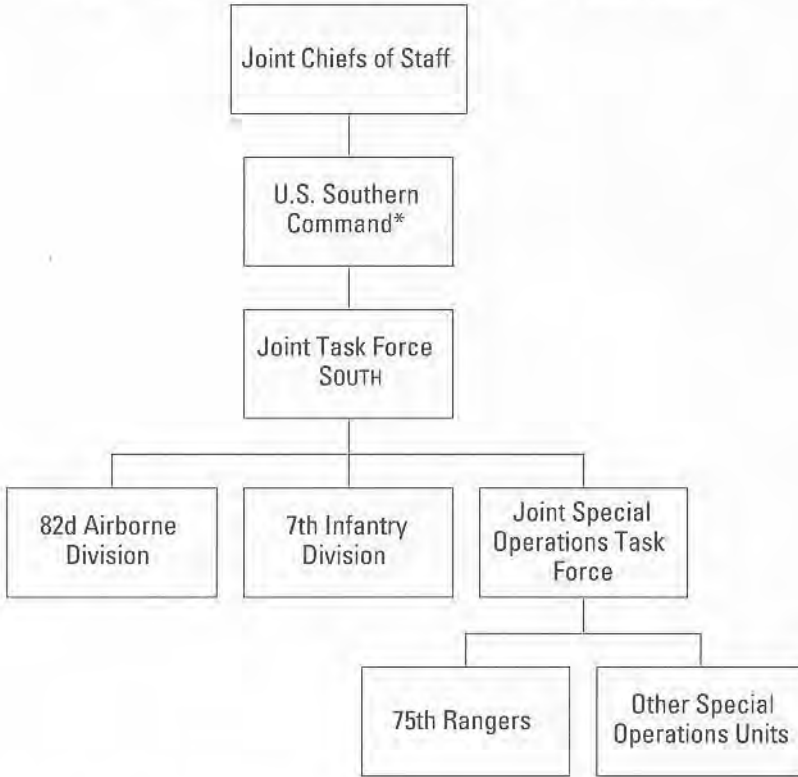 Joint Chiefs of Staff
U.S. Southern
Command*
Joint Task Force
SOUTH
82d Airborne
Division
7th Infantry
Division
Joint Special
Operations Task
Force
75th Rangers
Other Special
Operations Units